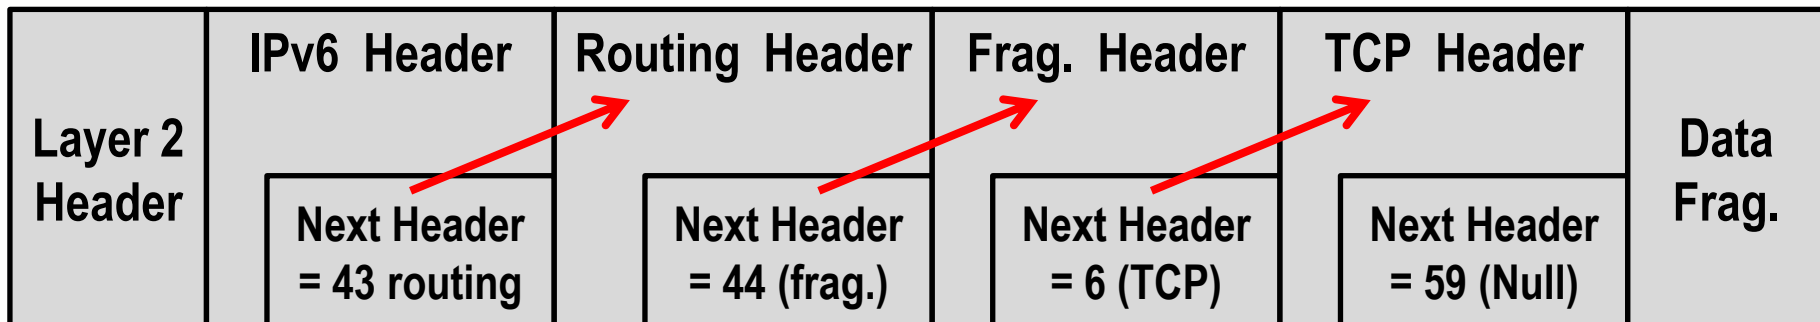 Layer 2
Header
IPv6 Header
Next Header
= 43 routing
Routing Header
Next Header
= 44 (frag.)
Frag. Header
Next Header
= 6 (TCP)
TCP Header
Next Header
= 59 (Null)
Data
Frag.